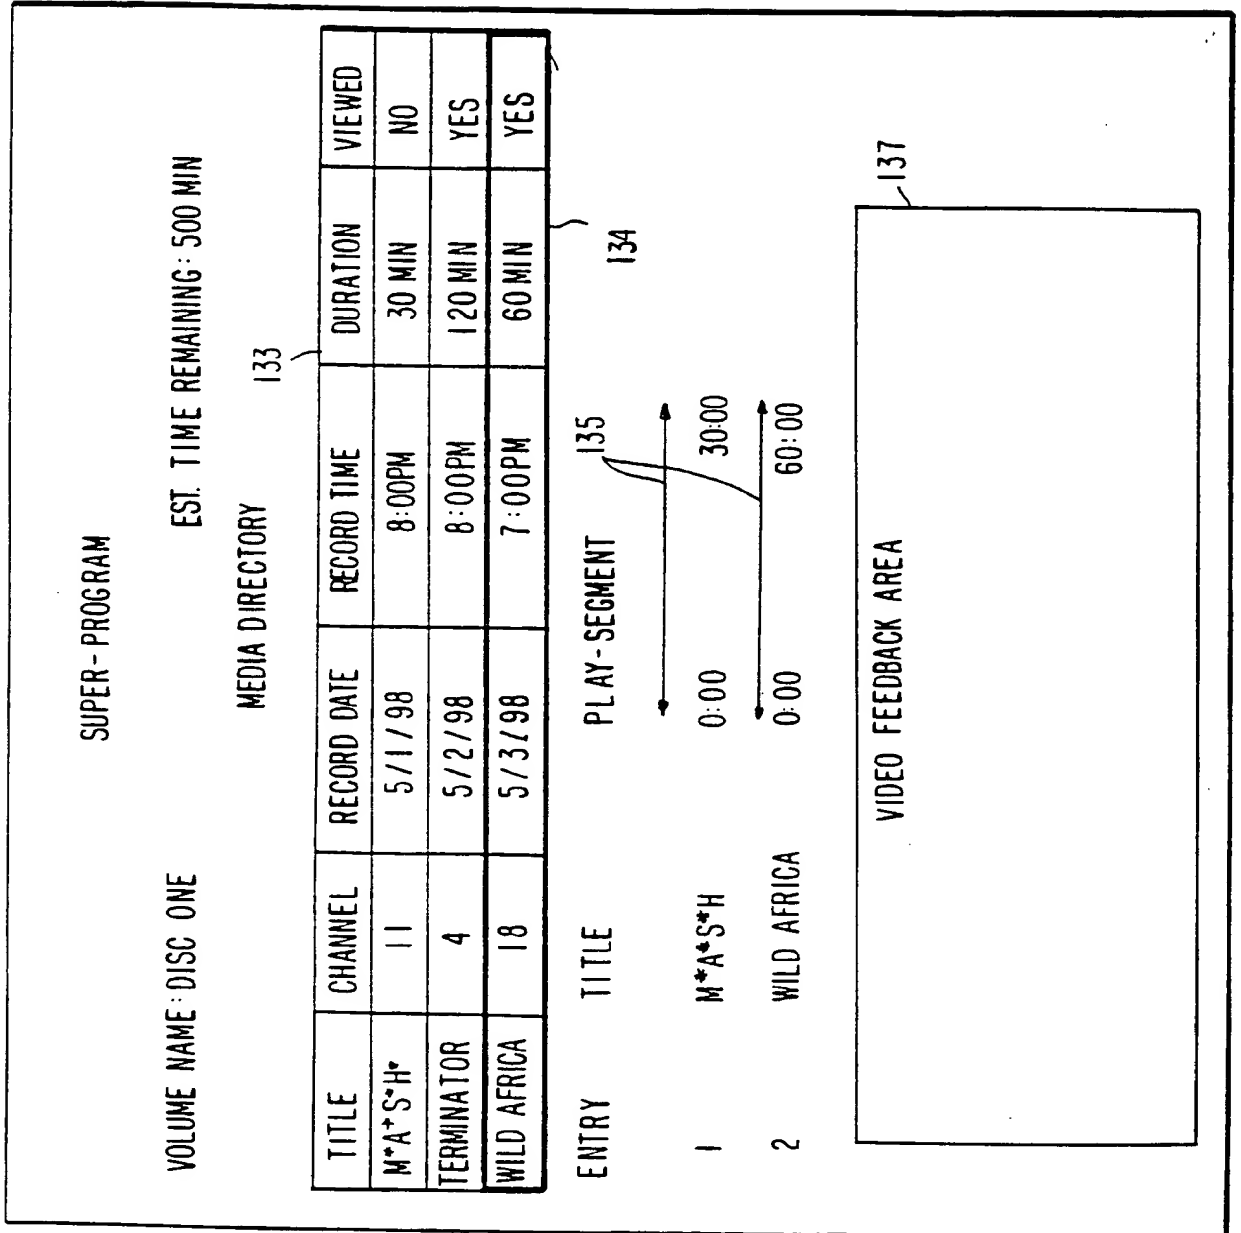 SUPER-PROGRAM
VOLUME NAME: DISC ONE EST. TIME REMAINING: 500 MIN
MEDIA DIRECTORY
133
TITLE CHANNEL RECORD DATE RECORD TIME DURATION VIEWED
M*A*S*H* 11 5/1/98 8:00PM 30 MIN NO
TERMINATOR 4 5/2/98 8:00PM 120 MIN YES
WILD AFRICA 18 5/3/98 7:00PM 60 MIN YES
134
ENTRY TITLE PLAY-SEGMENT
135
1 M*A*S*H 0:00 30:00
2 WILD AFRICA 0:00 60:00
137
VIDEO FEEDBACK AREA